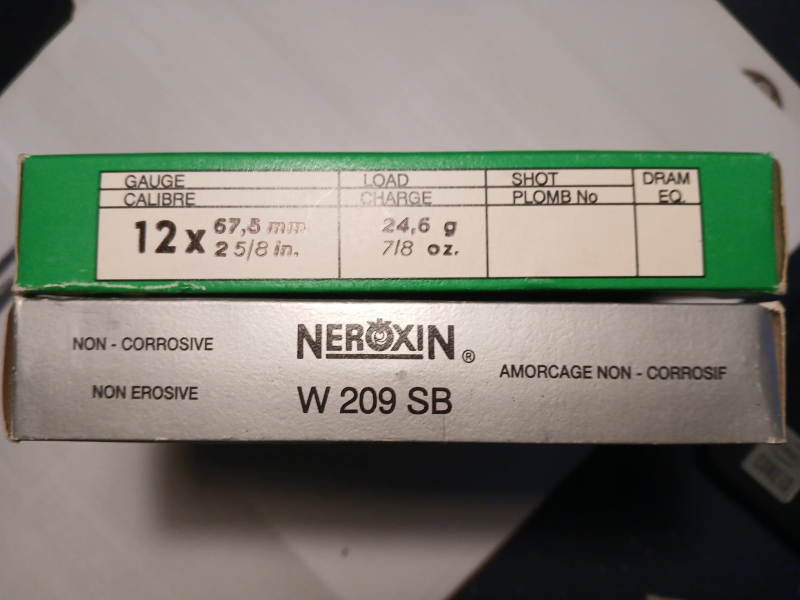 GAUGE LOAD SHOT DRAM
CALIBRE CHARGE PLOMB No EQ.
12 x 67,5 mm 24,6 g
2 5/8 in. 7/8 oz.
NON - CORROSIVE NEROXIN ® AMORCAGE NON - CORROSIF
NON EROSIVE W 209 SB